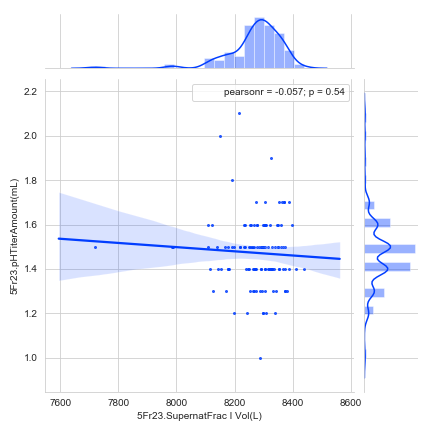 pearsonr = -0.057; p = 0.54
2.2
2.0
1.8
1.6
1.4
1.2
1.0
5Fr23.pHTiterAmount(mL)
7600 7800 8000 8200 8400 8600
5Fr23.SupernatFrac I Vol(L)